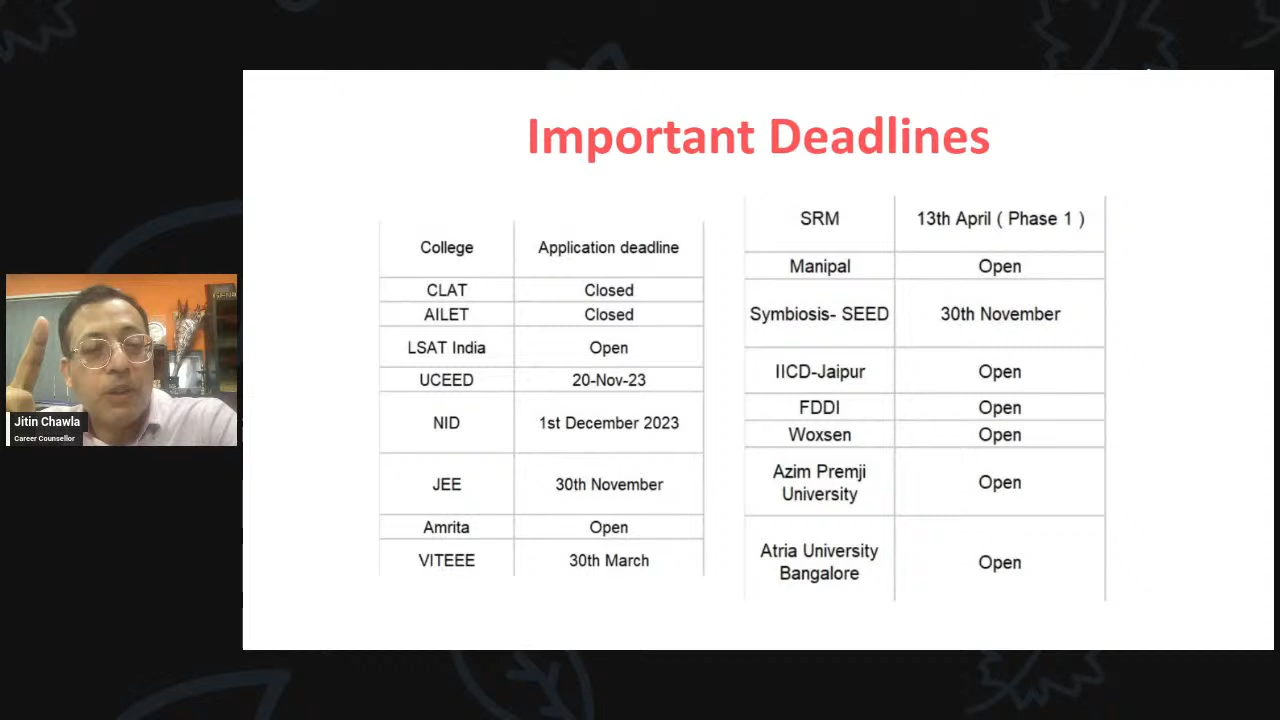 Important Deadlines
College Application deadline
CLAT Closed
AILET Closed
LSAT India Open
UCEED 20-Nov-23
NID 1st December 2023
JEE 30th November
Amrita Open
VITEEE 30th March
SRM 13th April ( Phase 1 )
Manipal Open
Symbiosis- SEED 30th November
IICD-Jaipur Open
FDDI Open
Woxsen Open
Azim Premji
University Open
Atria University
Bangalore Open
Jitin Chawla
Career Counsellor